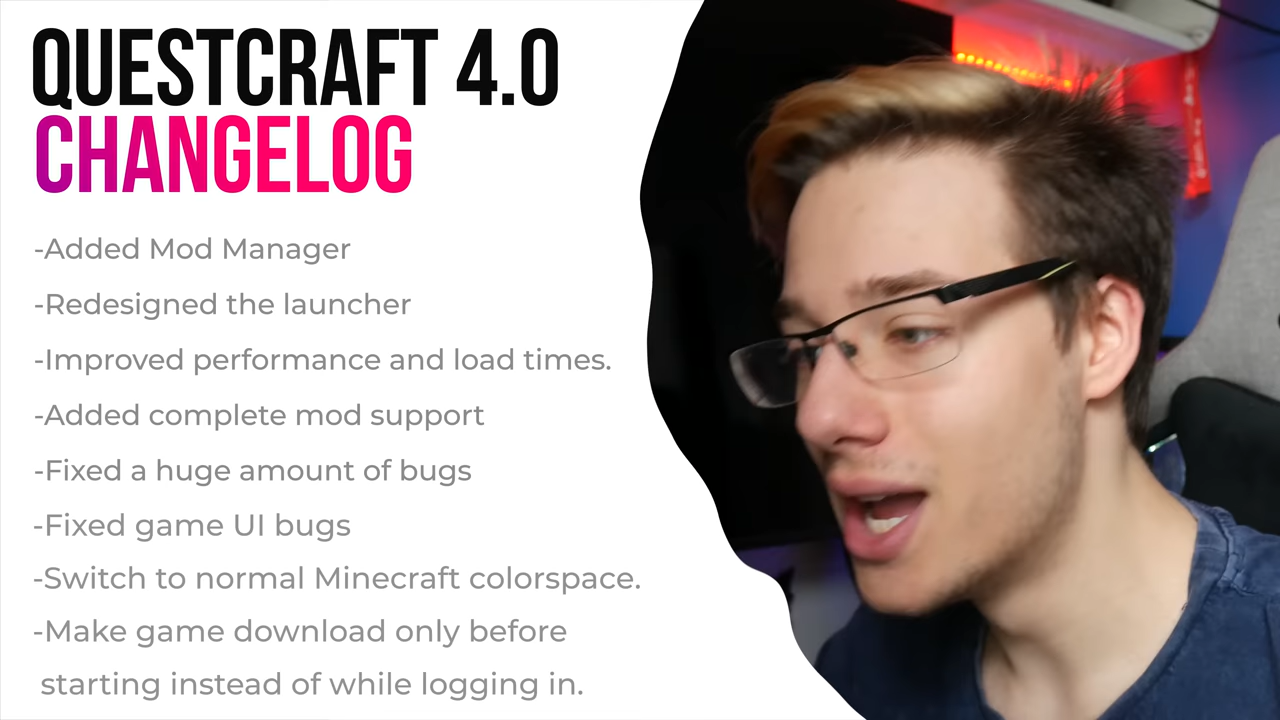 QUESTCRAFT 4.0
CHANGELOG
-Added Mod Manager
-Redesigned the launcher
-Improved performance and load times.
-Added complete mod support
-Fixed a huge amount of bugs
-Fixed game UI bugs
-Switch to normal Minecraft colorspace.
-Make game download only before
starting instead of while logging in.